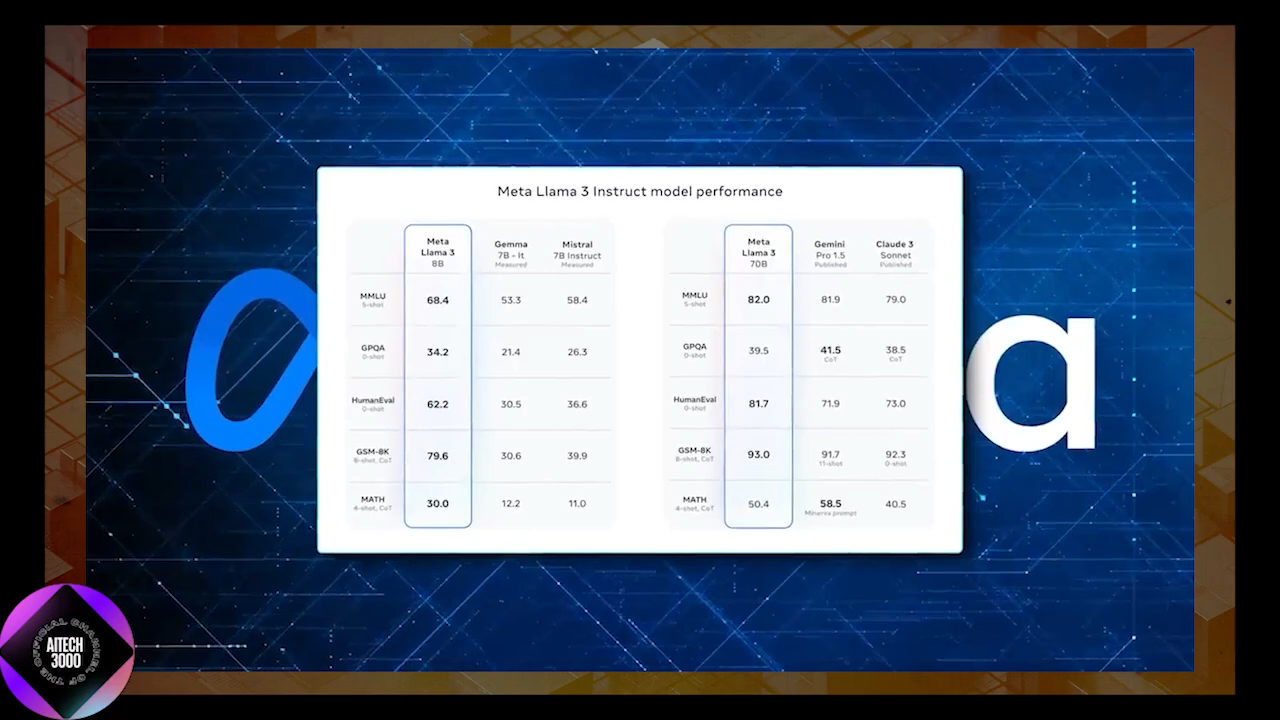 Meta Llama 3 Instruct model performance
Meta Llama 3 8B
Gemma 7B - It Measured
Mistral 7B Instruct Measured
MMLU 5-shot 68.4 53.3 58.4
GPQA 0-shot 34.2 21.4 26.3
HumanEval 0-shot 62.2 30.5 36.6
GSM-8K 8-shot, CoT 79.6 30.6 39.9
MATH 4-shot, CoT 30.0 12.2 11.0
Meta Llama 3 70B
Gemini Pro 1.5 Published
Claude 3 Sonnet Published
MMLU 5-shot 82.0 81.9 79.0
GPQA 0-shot 39.5 41.5 CoT 38.5 CoT
HumanEval 0-shot 81.7 71.9 73.0
GSM-8K 8-shot, CoT 93.0 91.7 11-shot 92.3 0-shot
MATH 4-shot, CoT 50.4 58.5 Minerva prompt 40.5
a
THE OFFICIAL CHANNEL OF
AITECH
3000